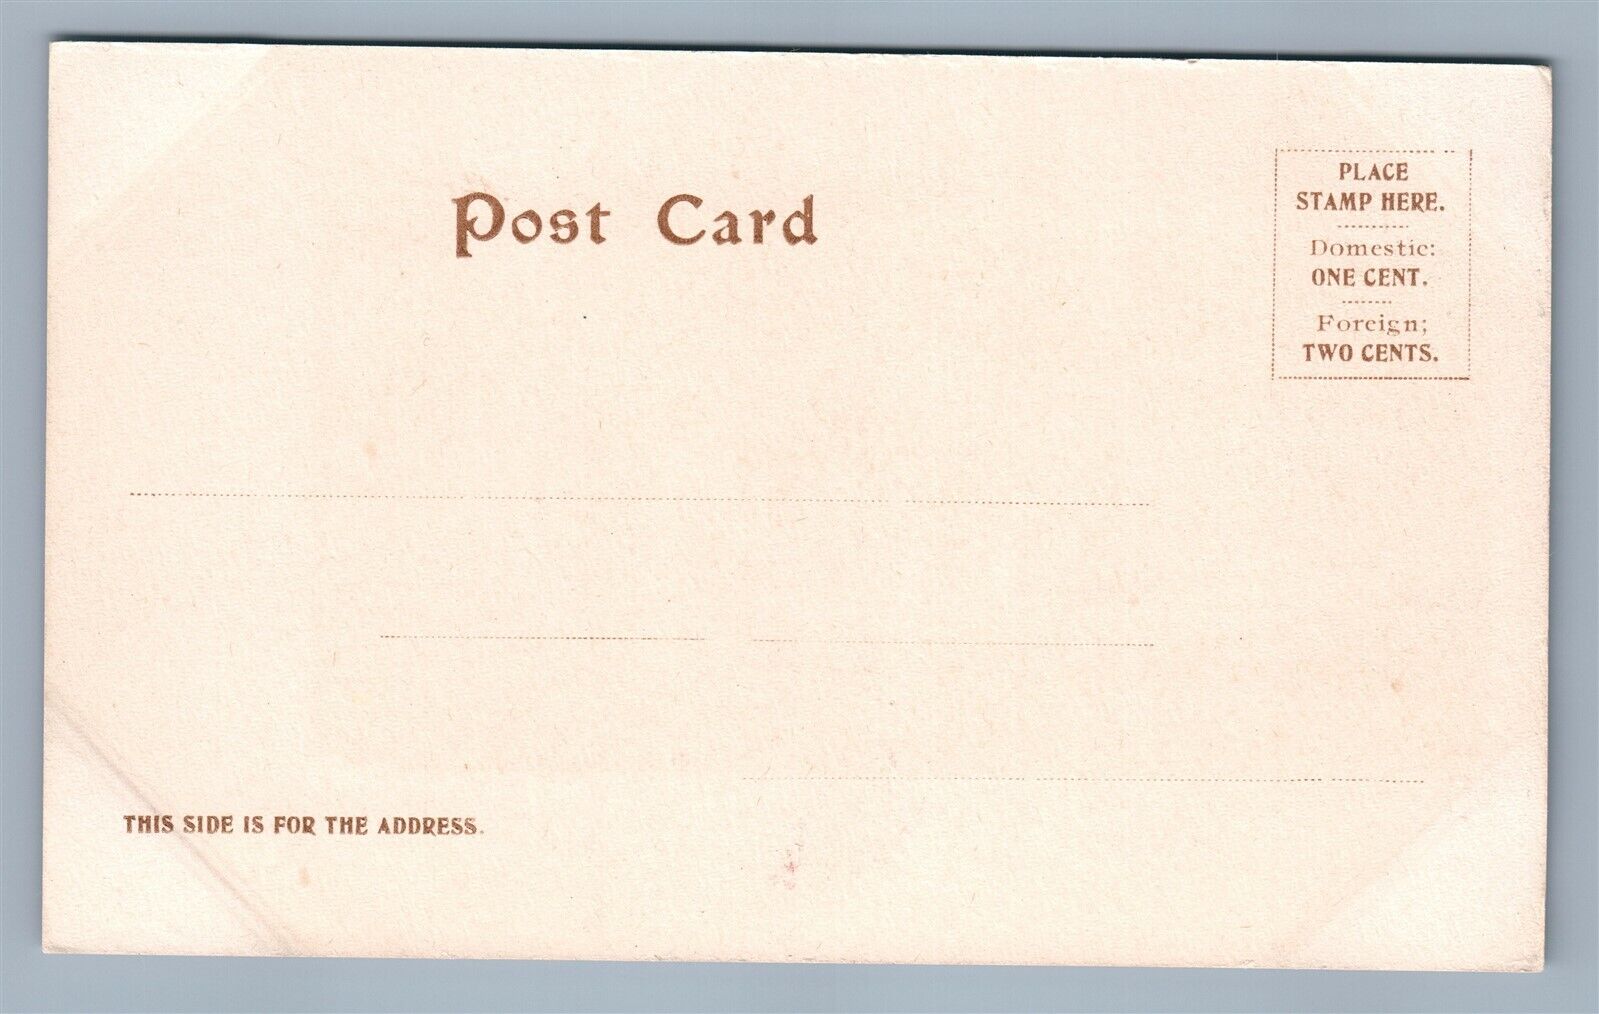 Post Card
PLACE
STAMP HERE.
Domestic:
ONE CENT.
Foreign;
TWO CENTS.
THIS SIDE IS FOR THE ADDRESS.